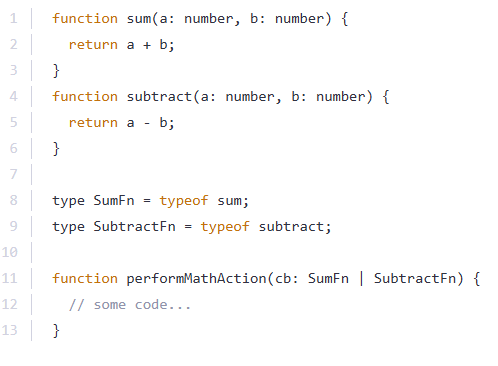 1 function sum(a: number, b: number) {
2   return a + b;
3 }
4 function subtract(a: number, b: number) {
5   return a - b;
6 }
7
8 type SumFn = typeof sum;
9 type SubtractFn = typeof subtract;
10
11 function performMathAction(cb: SumFn | SubtractFn) {
12   // some code...
13 }